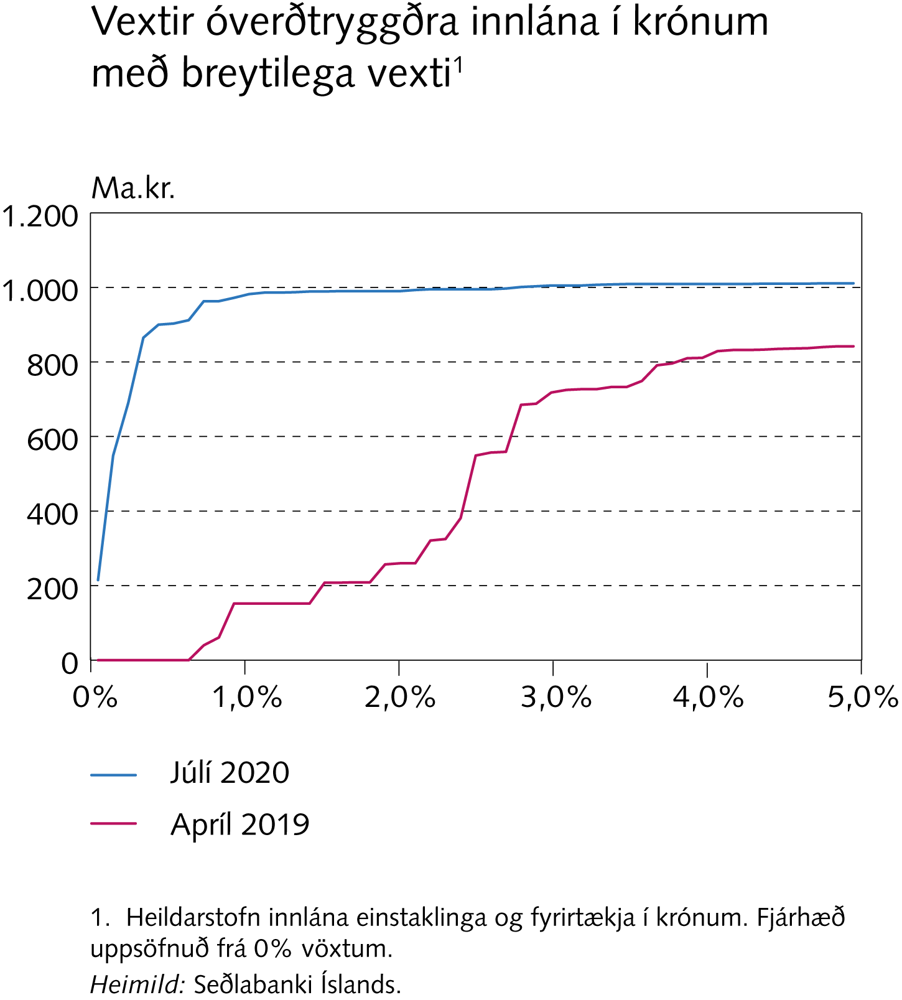 Vextir óverðtryggðra innlána í krónum
með breytilega vexti¹
Ma.kr.
1.200
1.000
800
600
400
200
0
0% 1,0% 2,0% 3,0% 4,0% 5,0%
Júlí 2020
Apríl 2019
1. Heildarstofn innlána einstaklinga og fyrirtækja í krónum. Fjárhæð
uppsöfnuð frá 0% vöxtum.
Heimild: Seðlabanki Íslands.